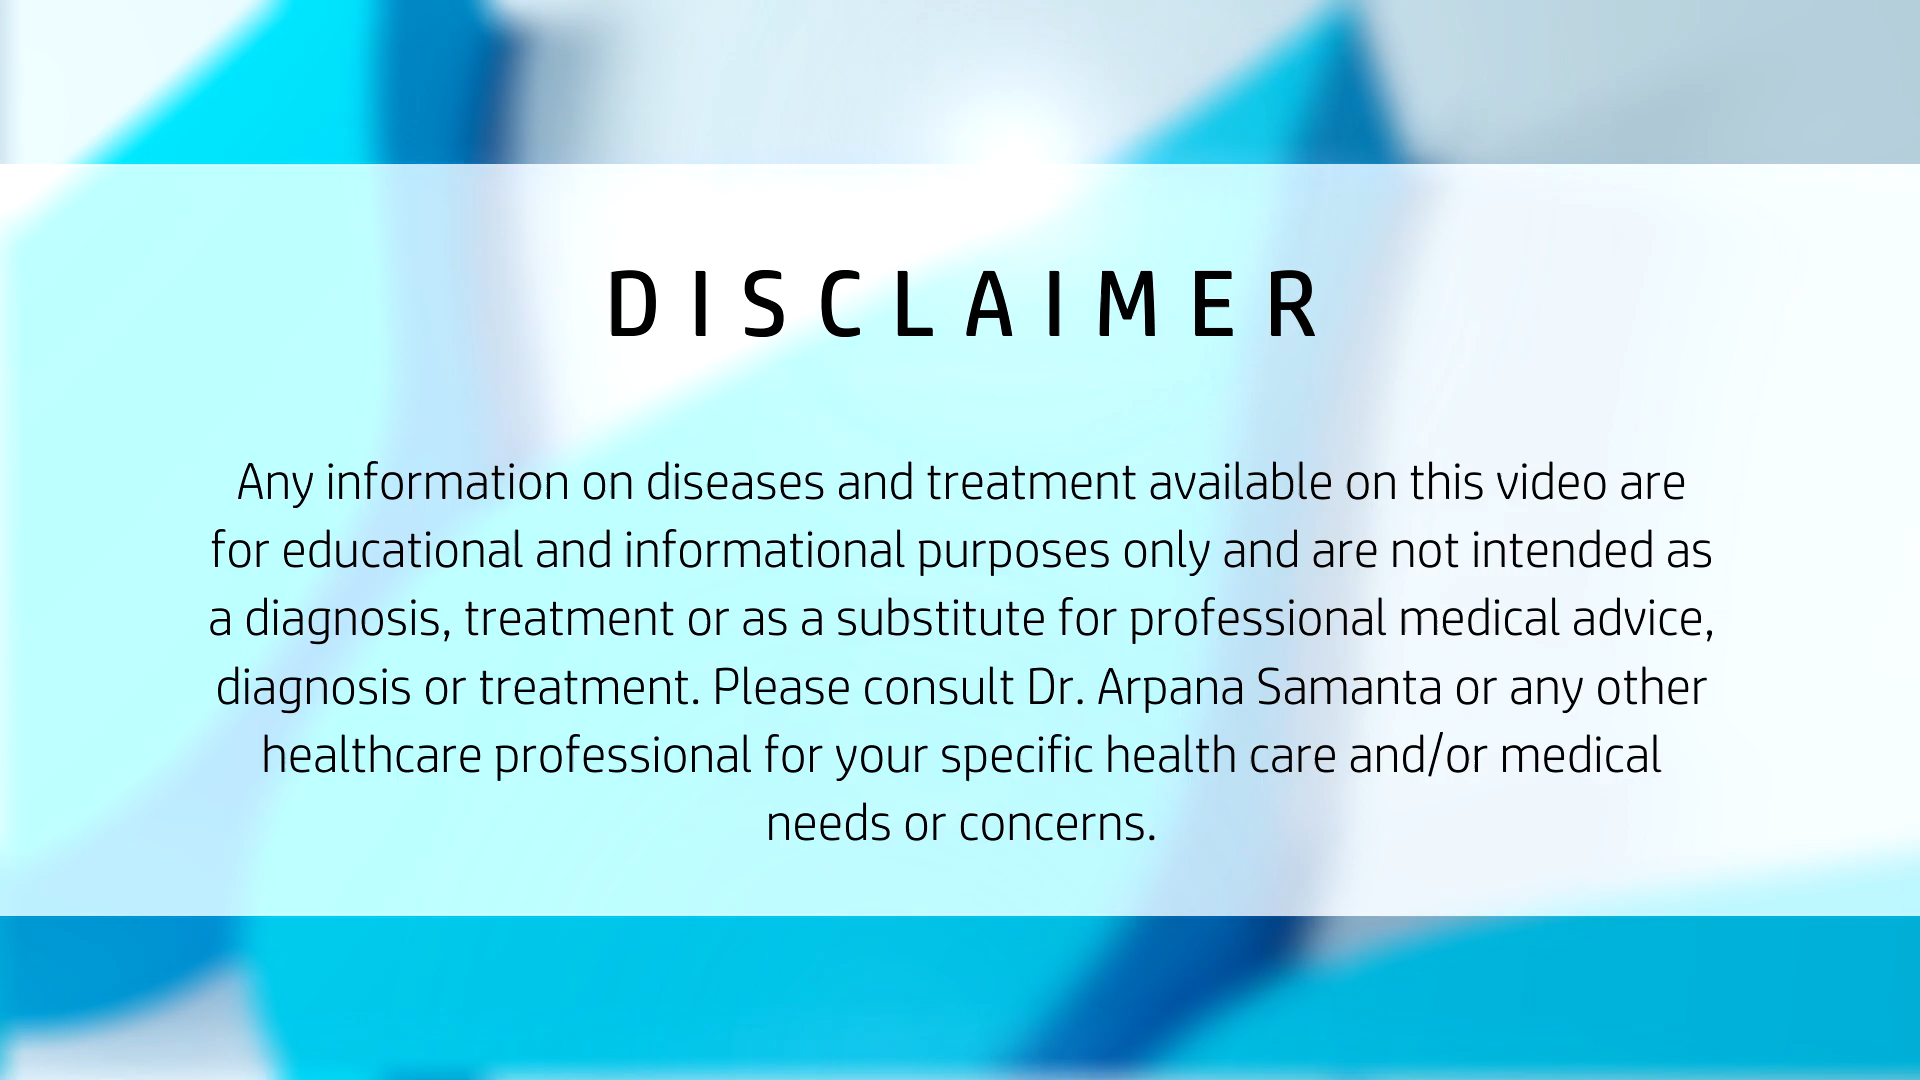 DISCLAIMER
Any information on diseases and treatment available on this video are
for educational and informational purposes only and are not intended as
a diagnosis, treatment or as a substitute for professional medical advice,
diagnosis or treatment. Please consult Dr. Arpana Samanta or any other
healthcare professional for your specific health care and/or medical
needs or concerns.